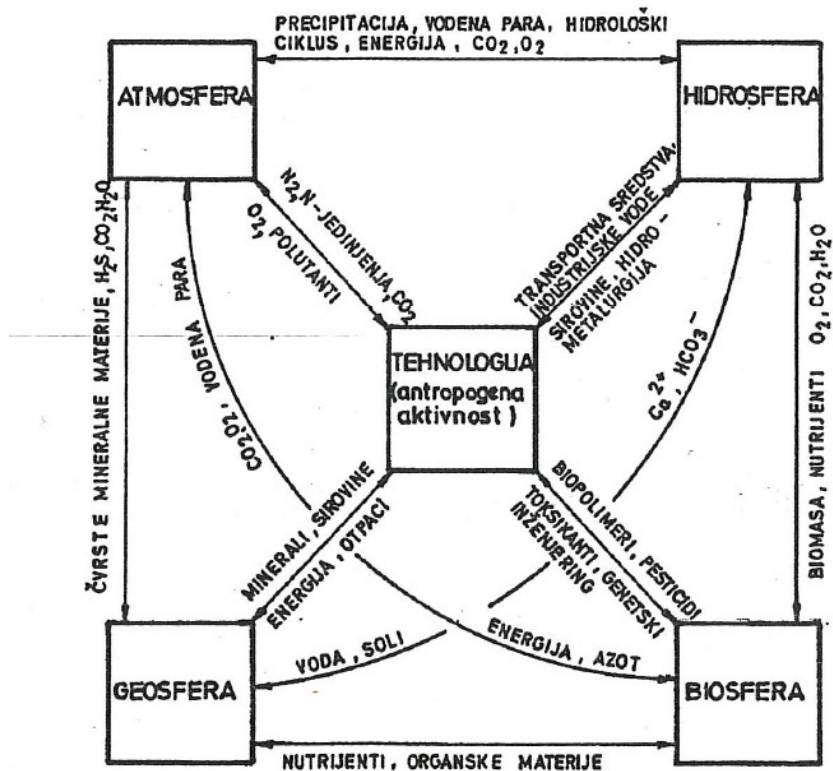 PRECIPITACIJA, VODENA PARA, HIDROLOŠKI
CIKLUS, ENERGIJA, CO2,O2
ATMOSFERA
HIDROSFERA
N2,N-JEDINJENJA,CO2
O2, POLUTANTI
TRANSPORTNA SREDSTVA,
INDUSTRIJSKE VODE
SIROVINE, HIDRO-
METALURGIJA
ČVRSTE MINERALNE MATERIJE, H2S,CO2H2O
CO2,O2, VODENA PARA
TEHNOLOGIJA
(antropogena
aktivnost)
Ca2+, HCO3-
BIOMASA, NUTRIJENTI O2, CO2,H2O
MINERALI, SIROVINE
ENERGIJA, OTPACI
BIOPOLIMERI, PESTICIDI
TOKSIKANTI, GENETSKI
INŽENJERING
VODA, SOLI
ENERGIJA, AZOT
GEOSFERA
BIOSFERA
NUTRIJENTI, ORGANSKE MATERIJE